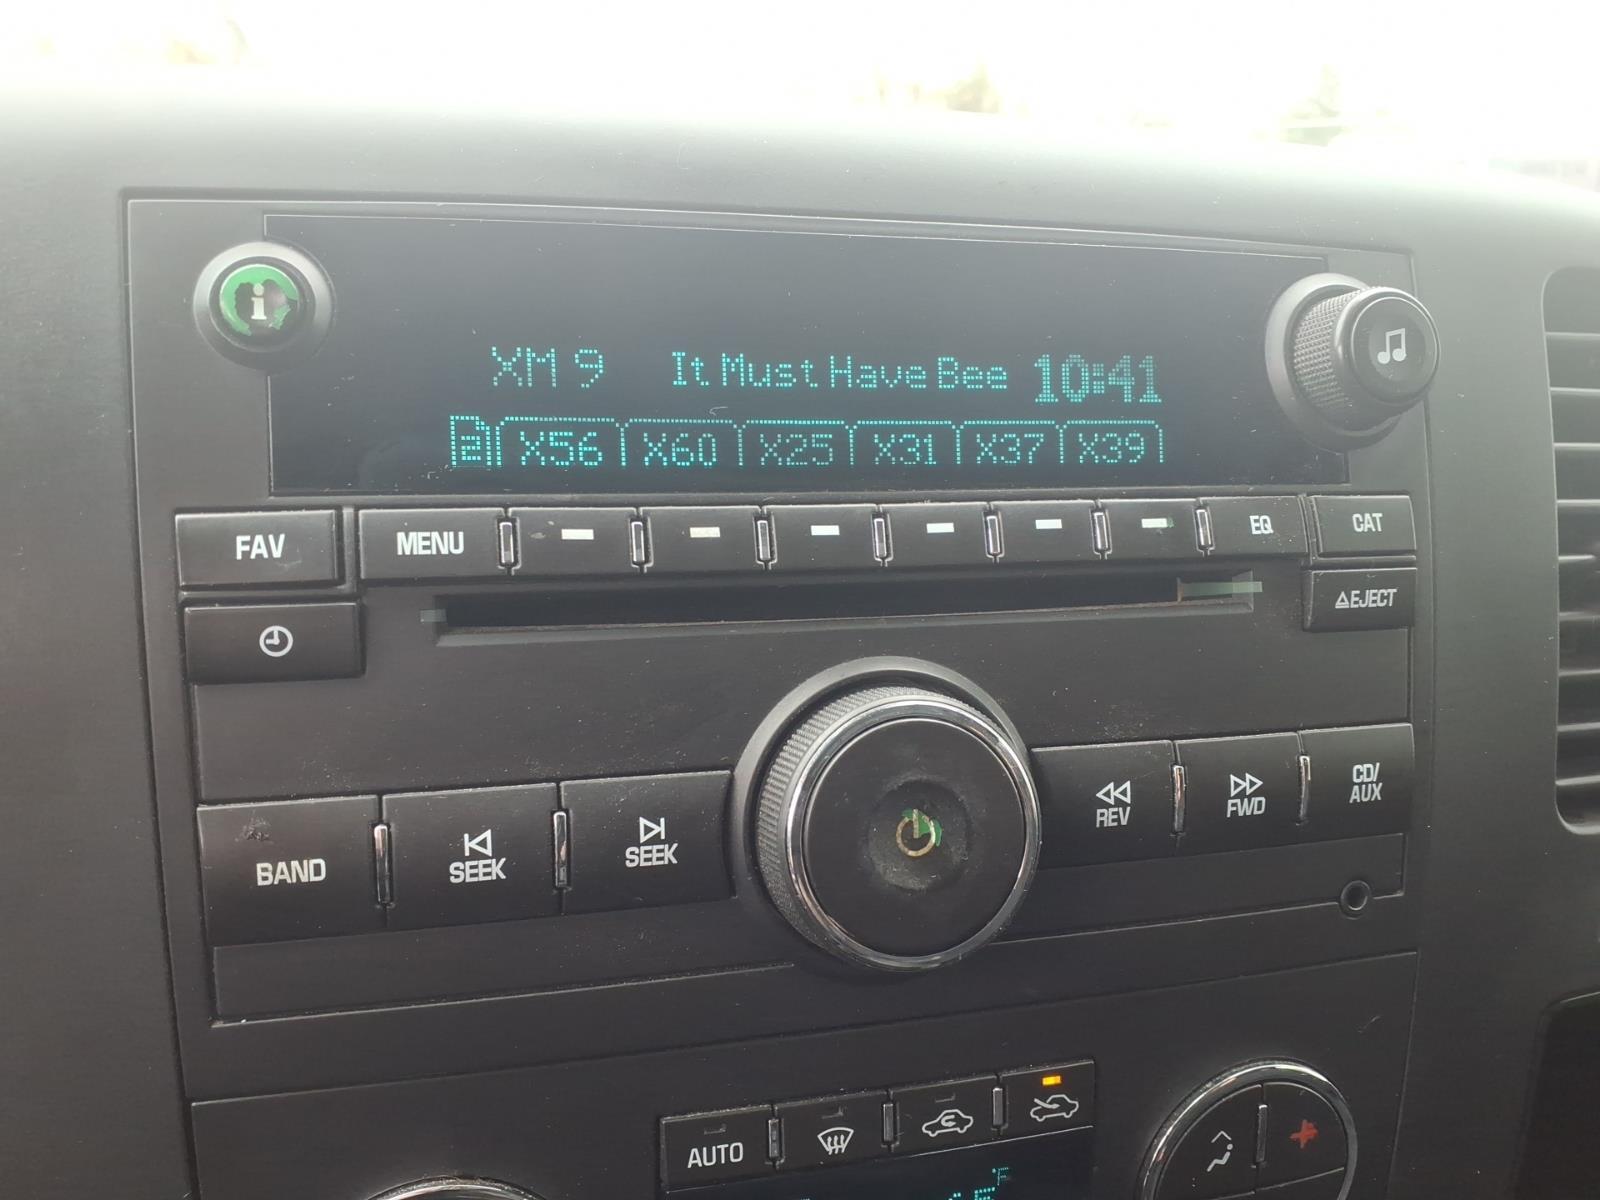 i
XM 9 It Must Have Bee 10:41
X56 X60 X25 X31 X37 X39
FAV MENU EQ CAT
EJECT
BAND SEEK SEEK REV FWD CD/
AUX
AUTO
°F